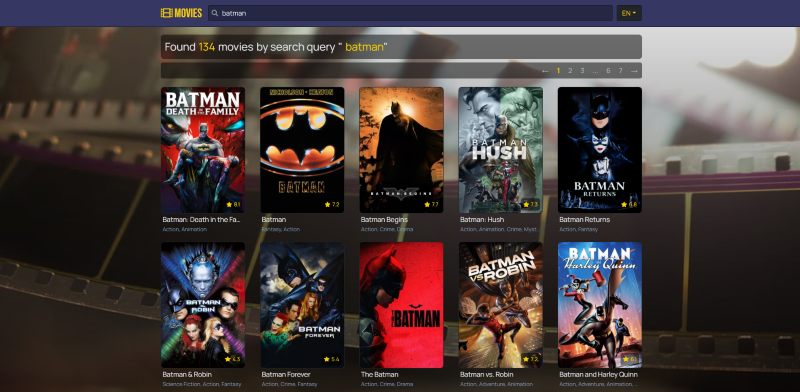 MOVIES
batman
EN
Found 134 movies by search query " batman"
← 1 2 3 ... 6 7 →
BATMAN
DEATH IN THE FAMILY
8.1
NICHOLSON • KEATON
BATMAN
7.2
BATMAN BEGINS
7.7
BATMAN
HUSH
7.3
BATMAN
RETURNS
6.6
Batman: Death in the Fa...
Batman
Batman Begins
Batman: Hush
Batman Returns
Action, Animation
Fantasy, Action
Action, Crime, Drama
Action, Animation, Crime, Myst
Action, Fantasy
BATMAN
& ROBIN
4.3
BATMAN
FOREVER
5.4
THE BATMAN
BATMAN
VS ROBIN
7.2
BATMAN
Harley Quinn
Batman & Robin
Batman Forever
The Batman
Batman vs. Robin
Batman and Harley Quinn
Science Fiction, Action, Fantasy
Action, Crime, Fantasy
Action, Crime, Drama
Action, Adventure, Animation
Action, Adventure, Animation, ...